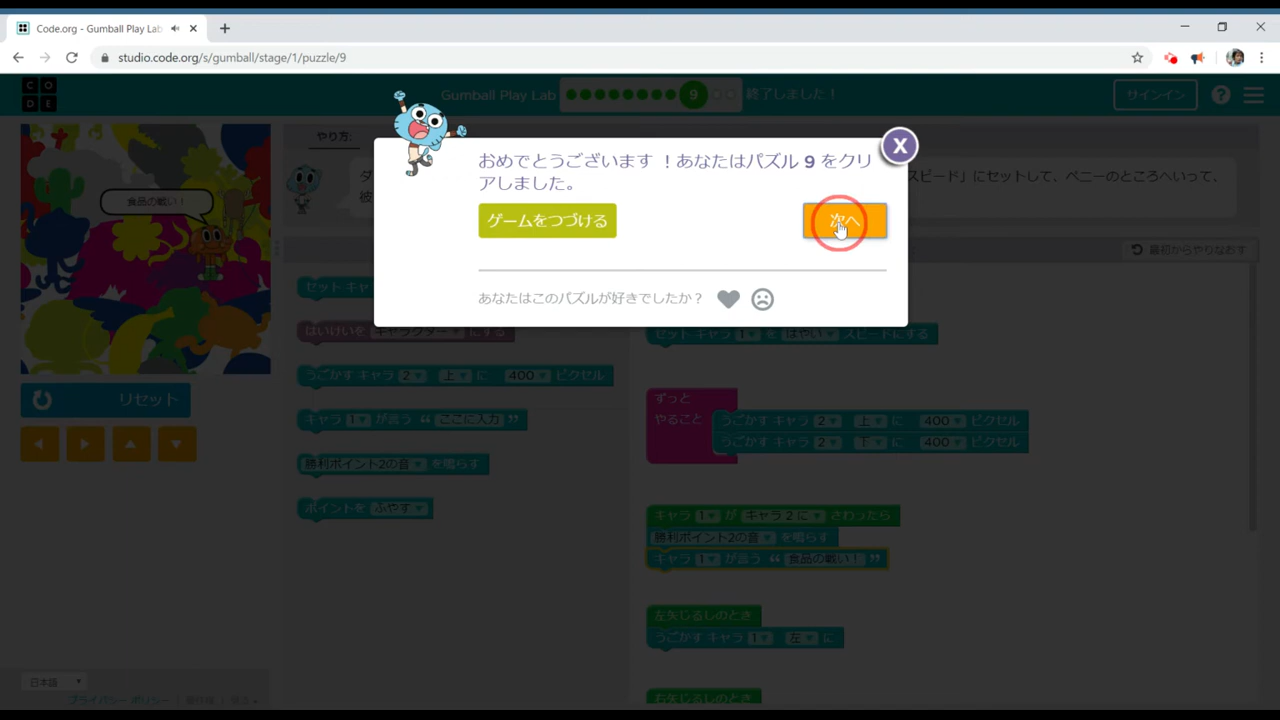 Code.org - Gumball Play Lab
studio.code.org/s/gumball/stage/1/puzzle/9
C O
D E
Gumball Play Lab
9
終了しました！
サインイン
?
やり方:
おめでとうございます ！あなたはパズル 9 をクリ
アしました。
X
スピード」にセットして、ペニーのところへいって、
食品の戦い！
ゲームをつづける
次へ
最初からやりなおす
あなたはこのパズルが好きでしたか？
セット キャ
はいけいを
にする
セット キャラ 1 を はやい スピードにする
うごかす キャラ 2 上 に 400 ピクセル
リセット
ずっと
やること
うごかす キャラ 2 上 に 400 ピクセル
うごかす キャラ 2 下 に 400 ピクセル
キャラ 1 が言う “ ここに入力 ”
勝利ポイント2の音 を鳴らす
ポイントを ふやす
キャラ 1 が キャラ 2 に さわったら
勝利ポイント2の音 を鳴らす
キャラ 1 が言う “ 食品の戦い！ ”
左矢じるしのとき
うごかす キャラ 1 左 に
右矢じるしのとき
日本語
プライバシー ポリシー